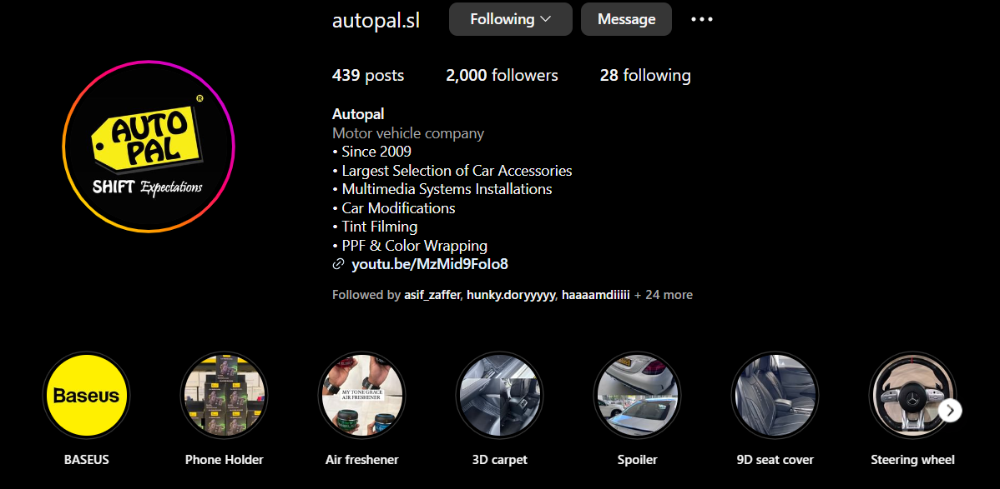 autopal.sl
Following
Message
439 posts
2,000 followers
28 following
AUTO
PAL
®
SHIFT Expectations
Autopal
Motor vehicle company
• Since 2009
• Largest Selection of Car Accessories
• Multimedia Systems Installations
• Car Modifications
• Tint Filming
• PPF & Color Wrapping
youtu.be/MzMid9FoIo8
Followed by asif_zaffer, hunky.doryyyyy, haaaamdiiiii + 24 more
Baseus
MY TONE GRACE
AIR FRESHENER
BASEUS
Phone Holder
Air freshener
3D carpet
Spoiler
9D seat cover
Steering wheel